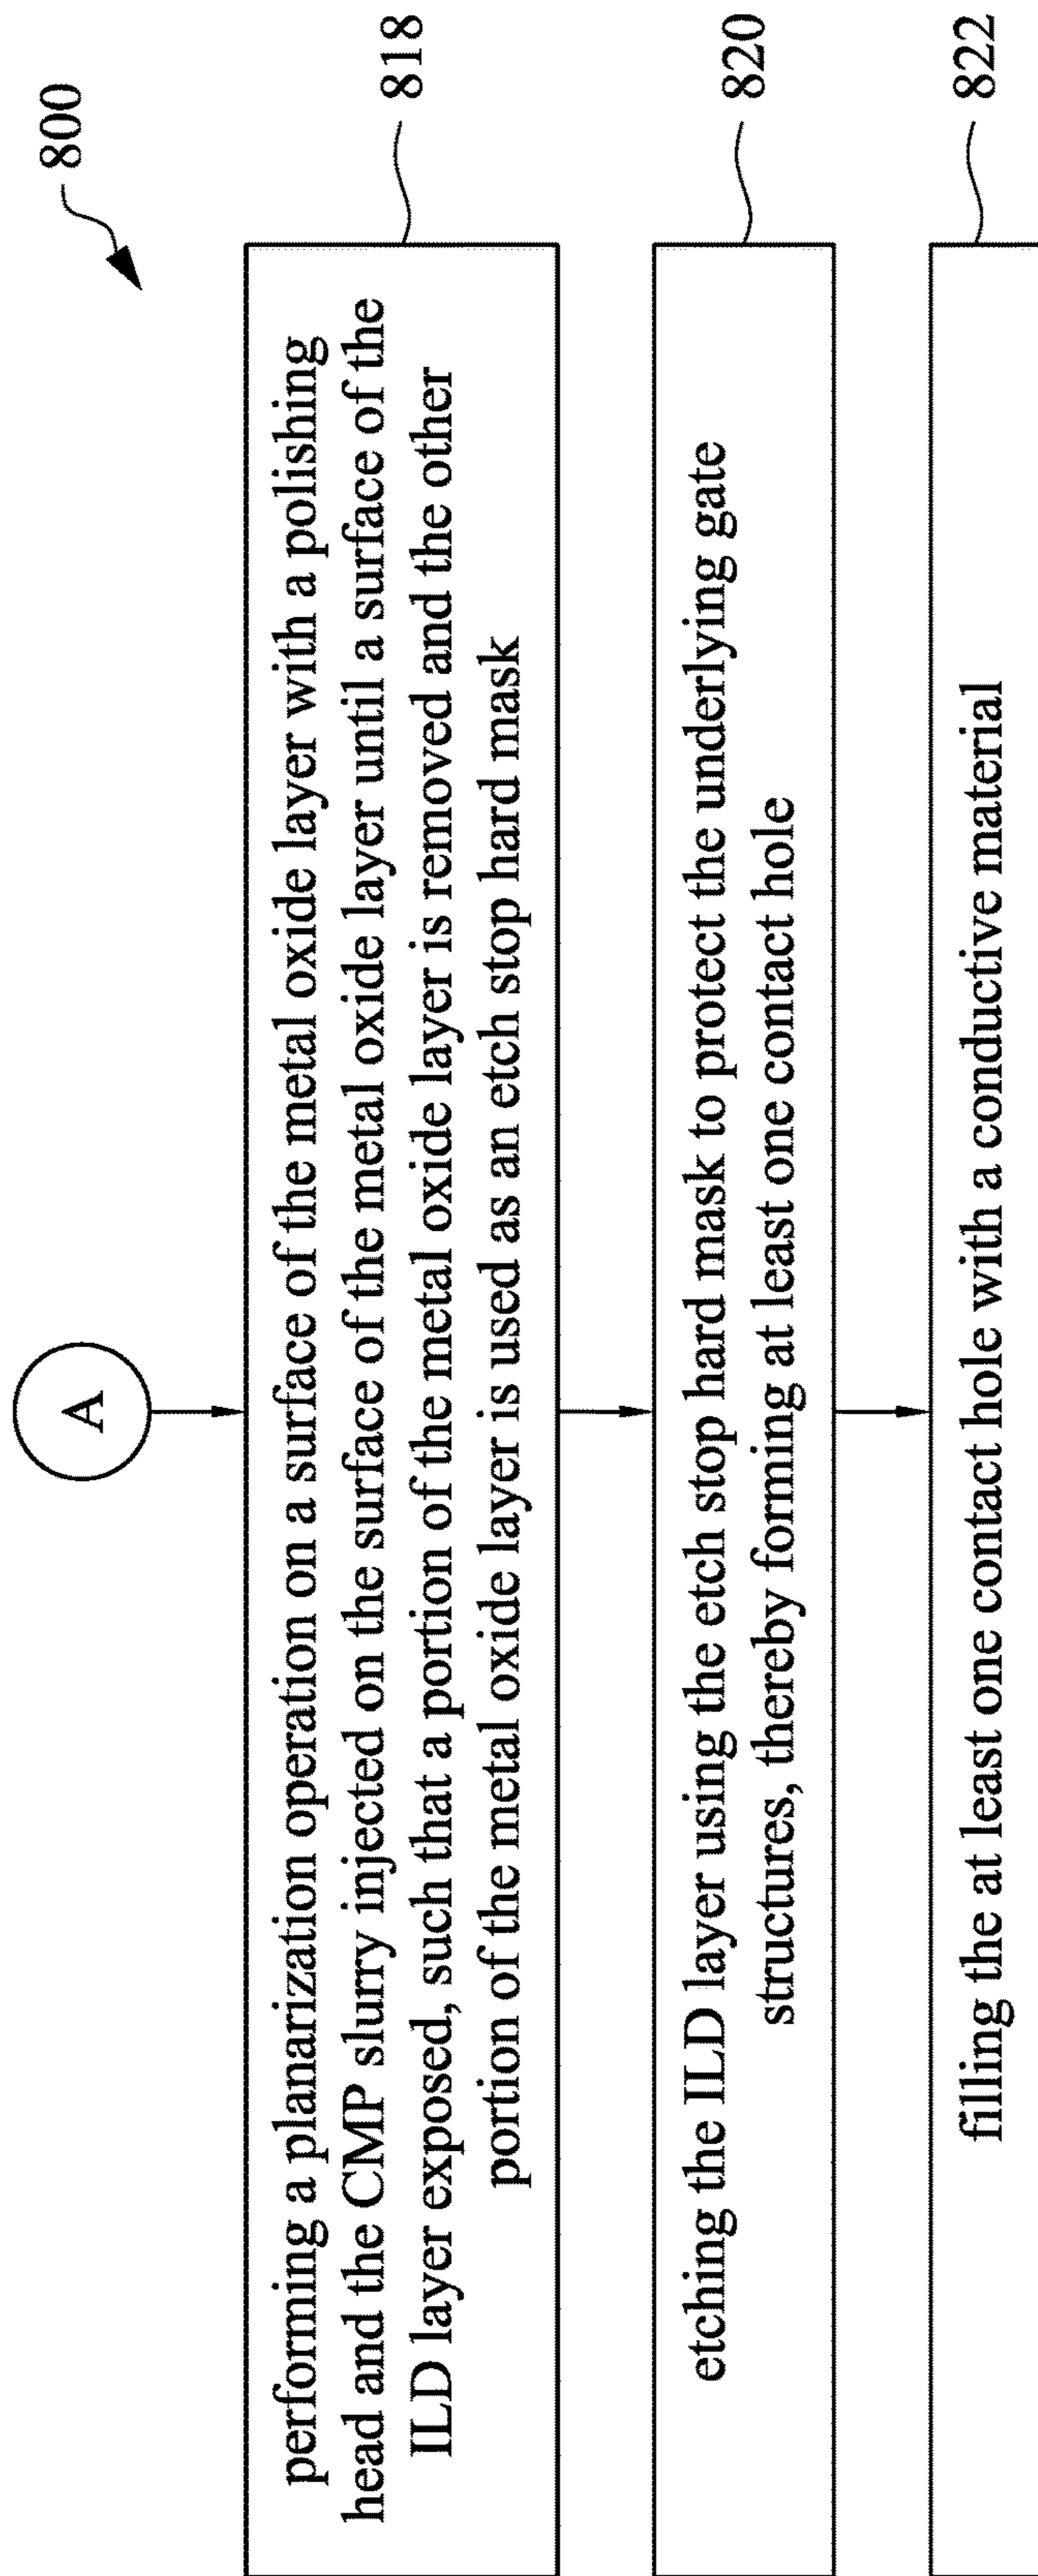 800
A
performing a planarization operation on a surface of the metal oxide layer with a polishing
head and the CMP slurry injected on the surface of the metal oxide layer until a surface of the
ILD layer exposed, such that a portion of the metal oxide layer is removed and the other
portion of the metal oxide layer is used as an etch stop hard mask
818
etching the ILD layer using the etch stop hard mask to protect the underlying gate
structures, thereby forming at least one contact hole
820
filling the at least one contact hole with a conductive material
822